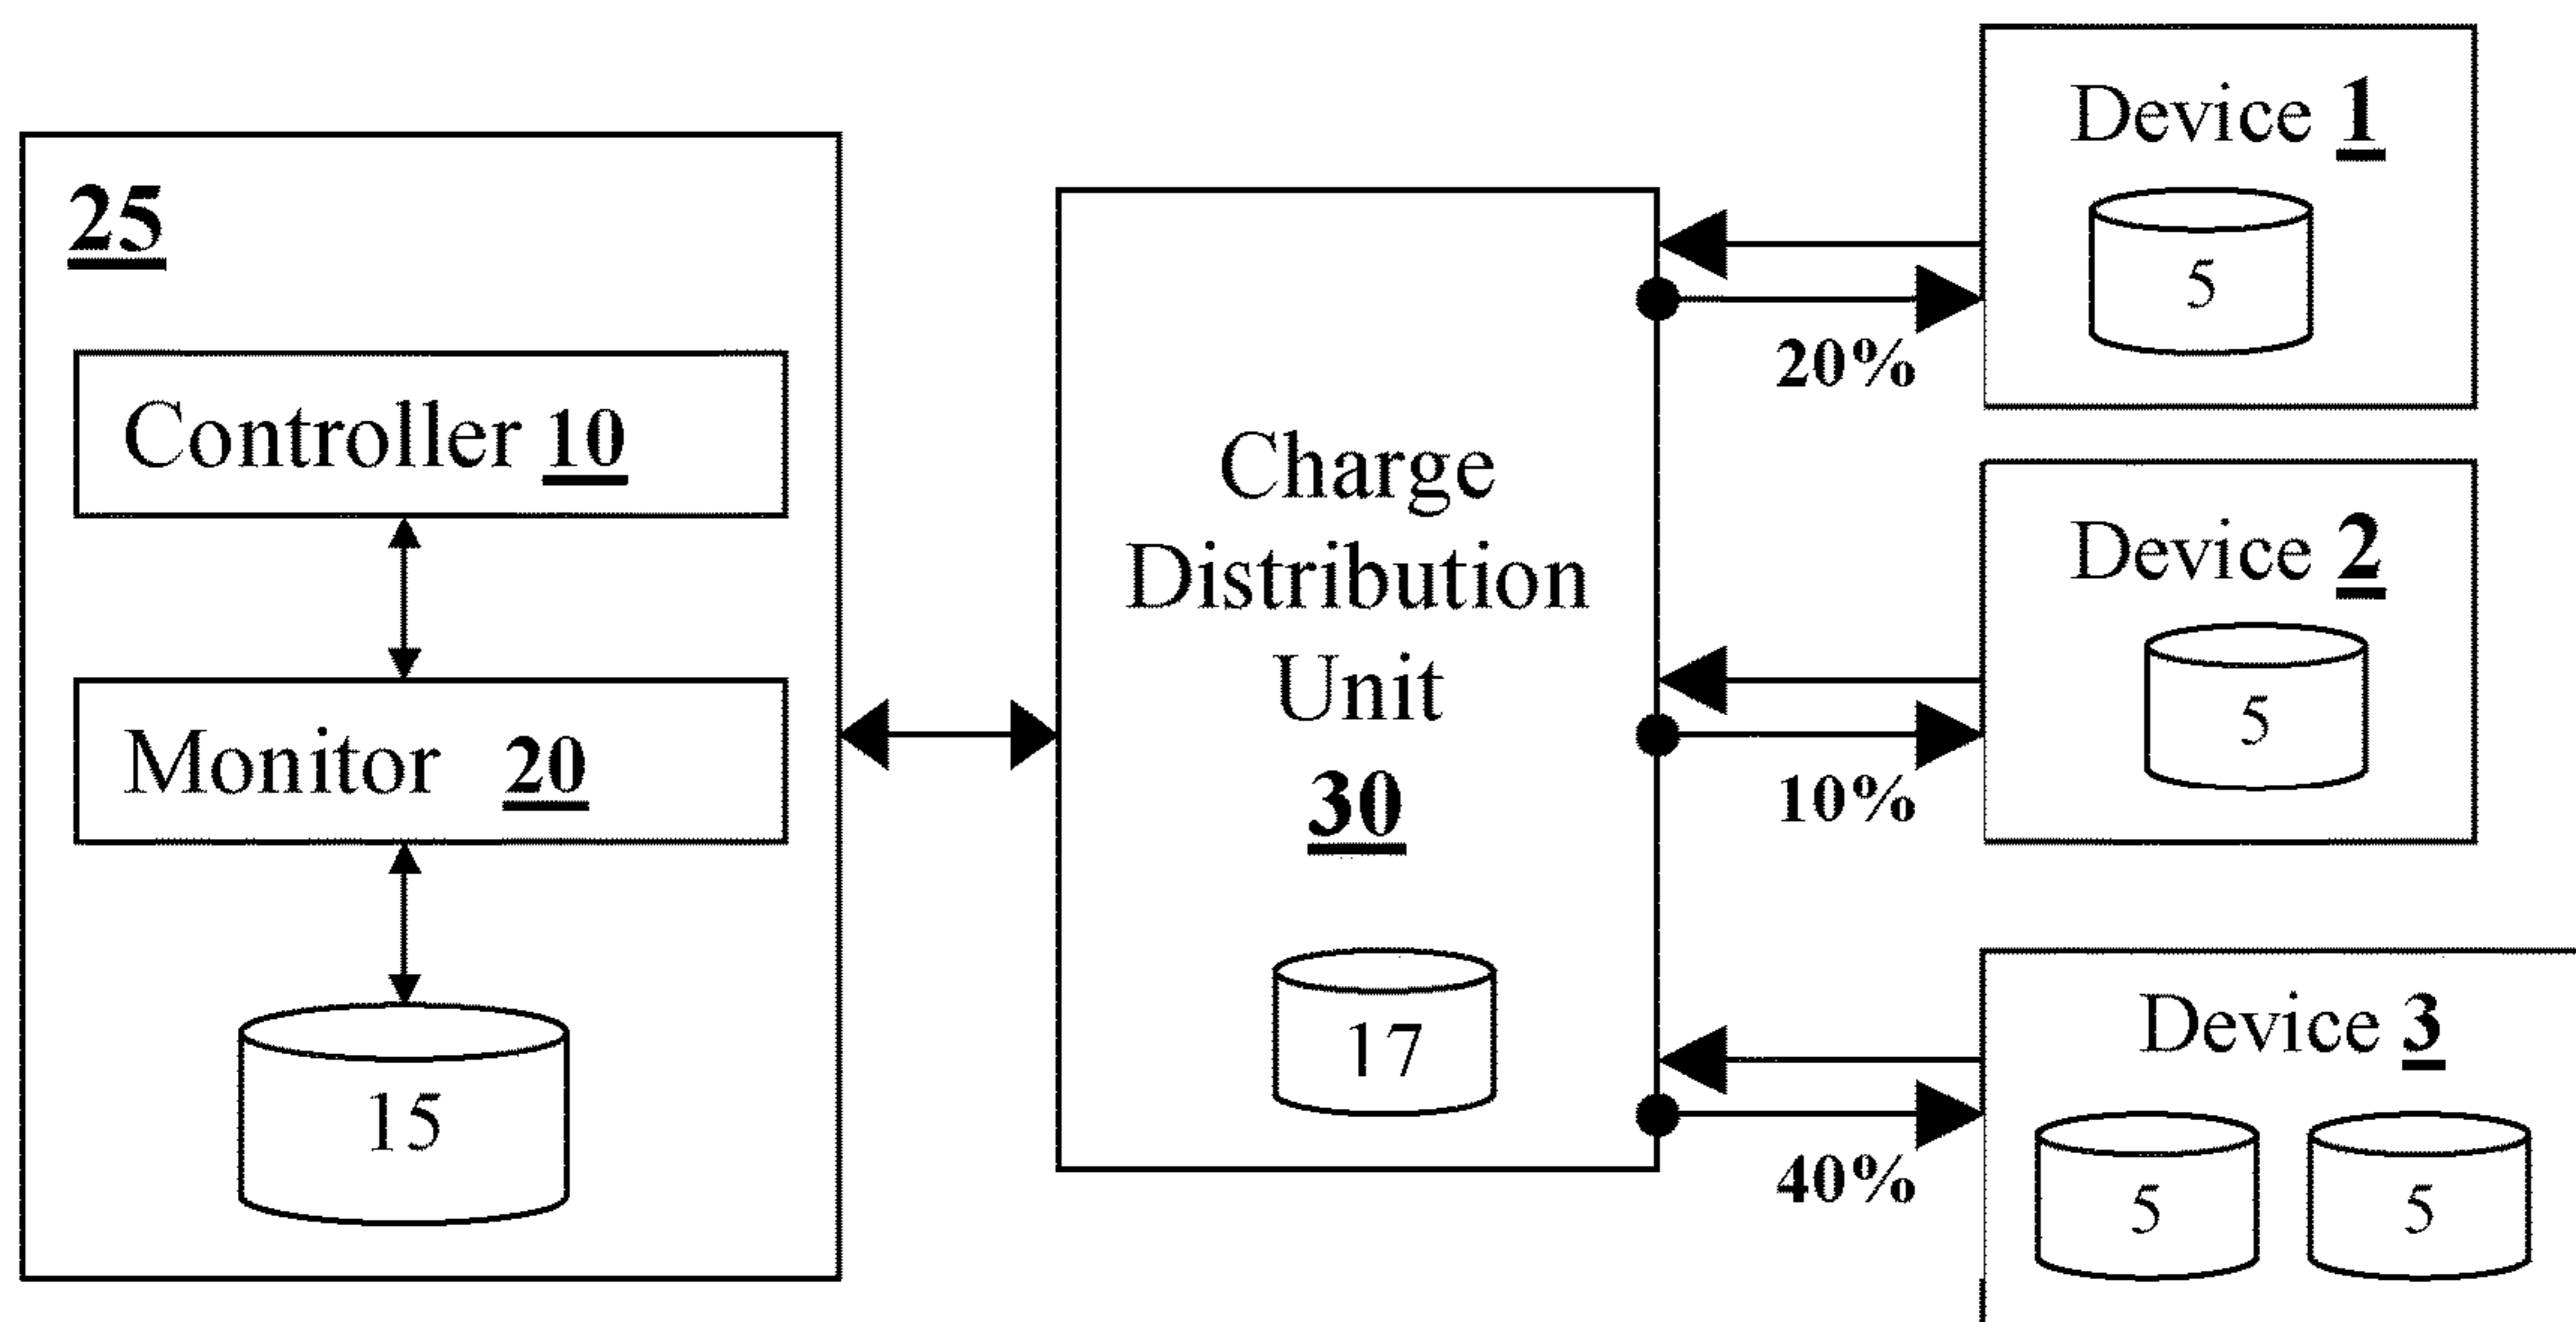 25
Controller 10
Monitor 20
15
Charge
Distribution
Unit
30
17
20%
10%
40%
Device 1
5
Device 2
5
Device 3
5 5